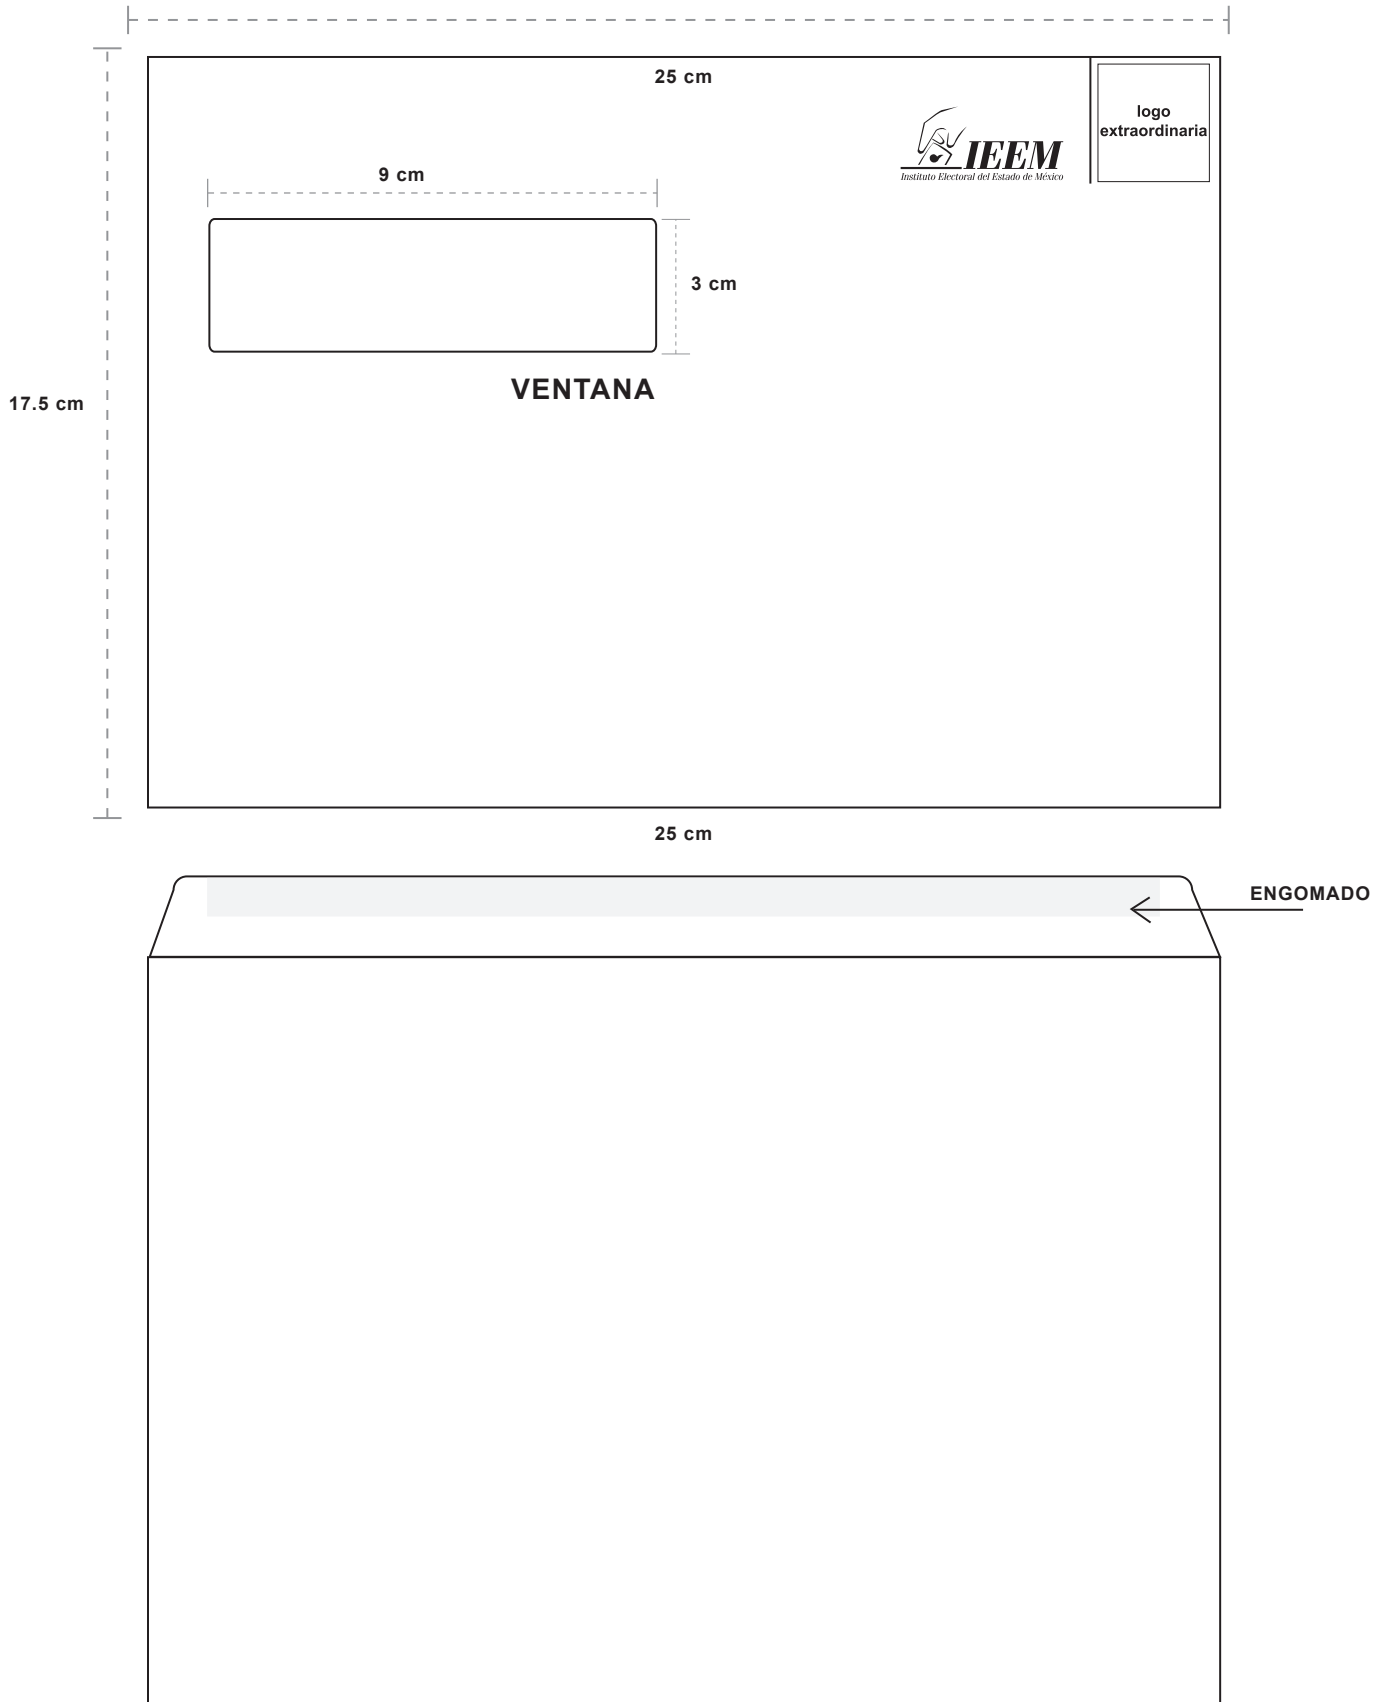 25 cm
logo
extraordinaria
IEEM
Instituto Electoral del Estado de México
9 cm
3 cm
VENTANA
17.5 cm
25 cm
ENGOMADO